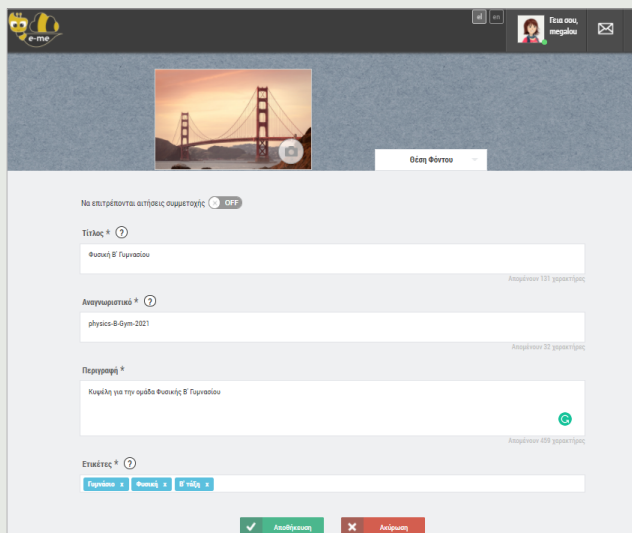 el en
Γεια σου,
megalou
e-me
Θέση Φόντου
Να επιτρέπονται αιτήσεις συμμετοχής OFF
Τίτλος * ?
Φυσική Β' Γυμνασίου
Απομένουν 131 χαρακτήρες
Αναγνωριστικό * ?
physics-B-Gym-2021
Απομένουν 32 χαρακτήρες
Περιγραφή *
Κυψέλη για την ομάδα Φυσικής Β' Γυμνασίου
Απομένουν 459 χαρακτήρες
Ετικέτες * ?
Γυμνάσιο x Φυσική x Β' τάξη x
Αποθήκευση Ακύρωση